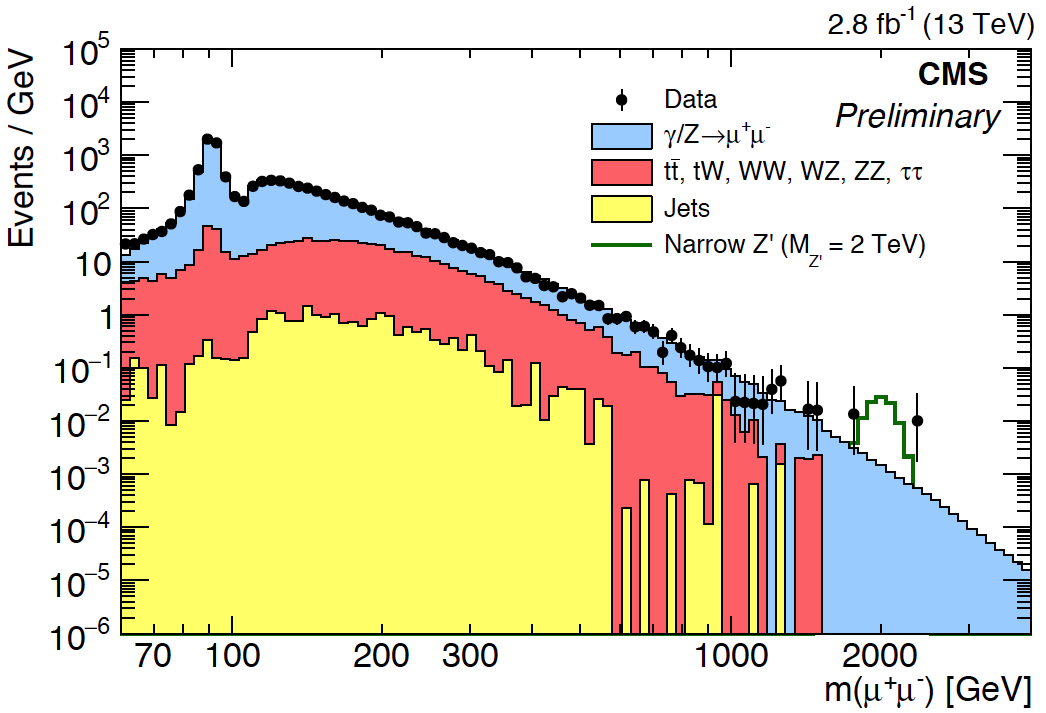 2.8 fb⁻¹ (13 TeV)
CMS
Preliminary
Events / GeV
10⁵
10⁴
10³
10²
10
1
10⁻¹
10⁻²
10⁻³
10⁻⁴
10⁻⁵
10⁻⁶
Data
γ/Z→μ⁺μ⁻
tt̄, tW, WW, WZ, ZZ, ττ
Jets
Narrow Z' (M_Z' = 2 TeV)
70 100 200 300 1000 2000
m(μ⁺μ⁻) [GeV]